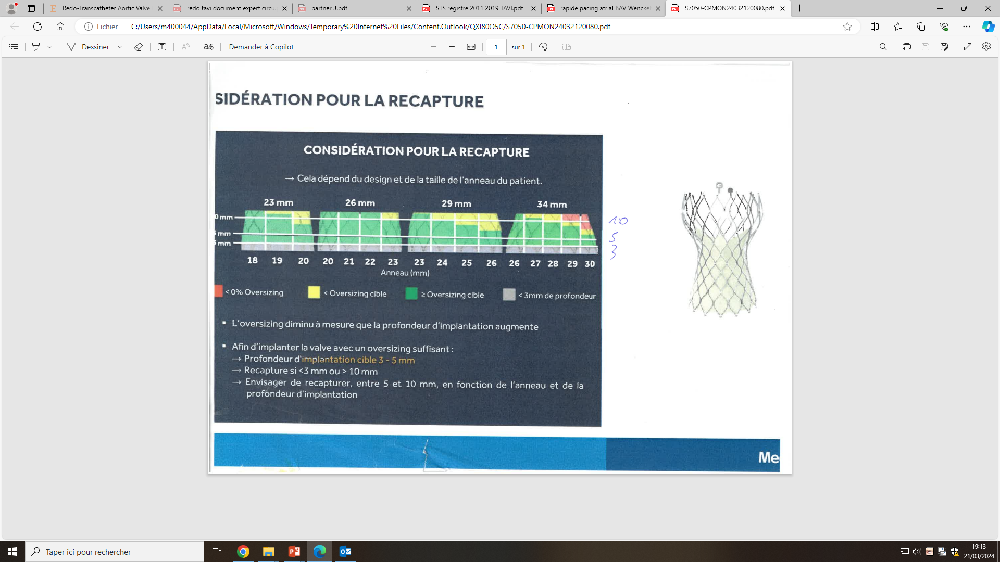 Redo-Transcatheter Aortic Valve
redo tavi document expert circu.
partner 3.pdf
STS registre 2011 2019 TAVI.pdf
rapide pacing atrial BAV Wencke
S7050-CPMON24032120080.pdf
Fichier
C:/Users/m400044/AppData/Local/Microsoft/Windows/Temporary%20Internet%20Files/Content.Outlook/QXI80O5C/S7050-CPMON24032120080.pdf
Dessiner
aあ
Demander à Copilot
1 sur 1
SIDÉRATION POUR LA RECAPTURE
CONSIDÉRATION POUR LA RECAPTURE
→ Cela dépend du design et de la taille de l'anneau du patient.
23 mm 26 mm 29 mm 34 mm
0 mm
5 mm
3 mm
10
5
3
18 19 20 20 21 22 23 23 24 25 26 26 27 28 29 30
Anneau (mm)
< 0% Oversizing < Oversizing cible ≥ Oversizing cible < 3mm de profondeur
▪ L'oversizing diminu à mesure que la profondeur d'implantation augmente
▪ Afin d'implanter la valve avec un oversizing suffisant :
→ Profondeur d'implantation cible 3 - 5 mm
→ Recapture si <3 mm ou > 10 mm
→ Envisager de recapturer, entre 5 et 10 mm, en fonction de l'anneau et de la
profondeur d'implantation
Me
Taper ici pour rechercher
19:13
21/03/2024